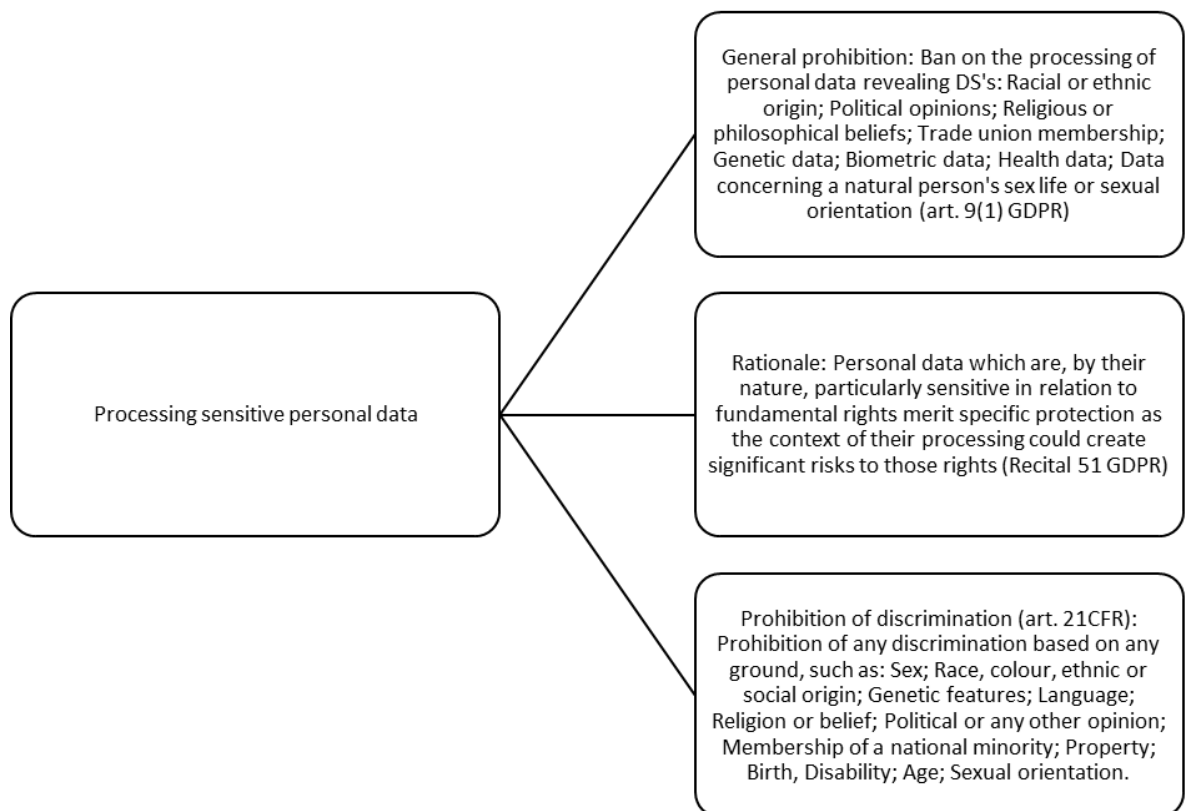 General prohibition: Ban on the processing of
personal data revealing DS's: Racial or ethnic
origin; Political opinions; Religious or
philosophical beliefs; Trade union membership;
Genetic data; Biometric data; Health data; Data
concerning a natural person's sex life or sexual
orientation (art. 9(1) GDPR)
Processing sensitive personal data
Rationale: Personal data which are, by their
nature, particularly sensitive in relation to
fundamental rights merit specific protection as
the context of their processing could create
significant risks to those rights (Recital 51 GDPR)
Prohibition of discrimination (art. 21CFR):
Prohibition of any discrimination based on any
ground, such as: Sex; Race, colour, ethnic or
social origin; Genetic features; Language;
Religion or belief; Political or any other opinion;
Membership of a national minority; Property;
Birth, Disability; Age; Sexual orientation.